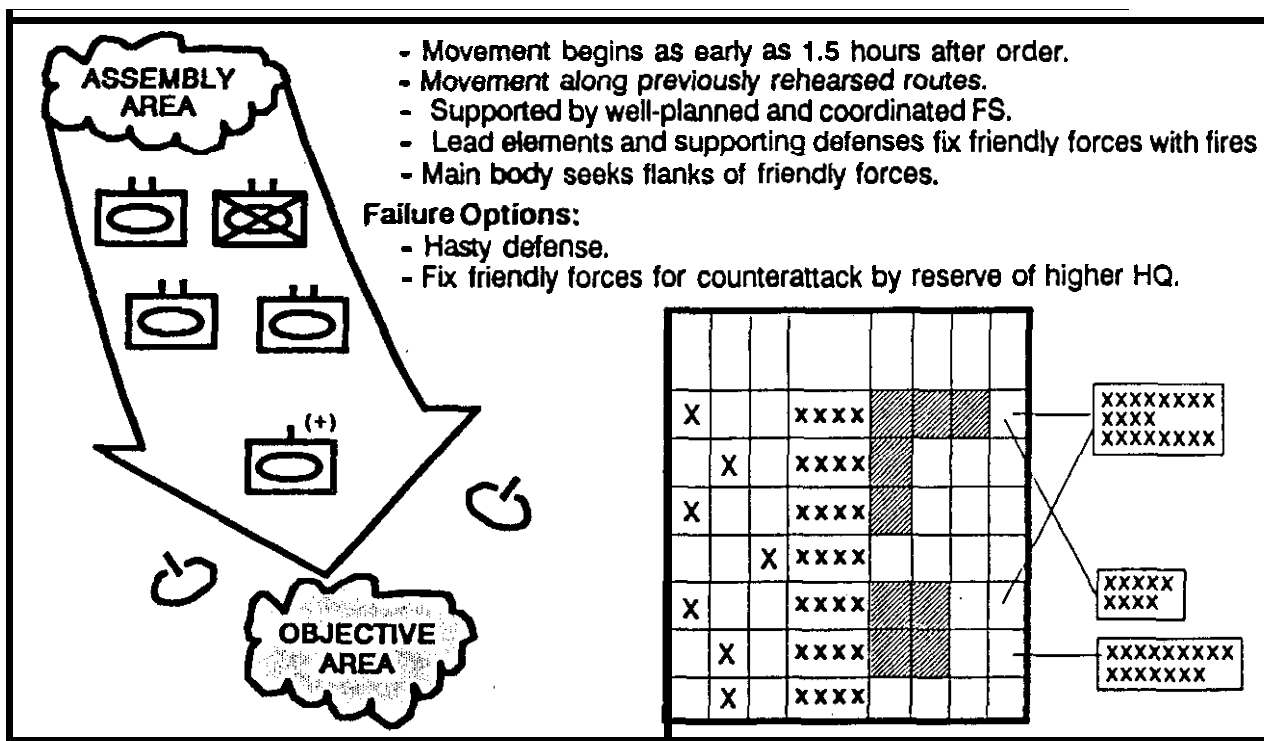 ASSEMBLY
AREA
- Movement begins as early as 1.5 hours after order.
- Movement along previously rehearsed routes.
- Supported by well-planned and coordinated FS.
- Lead elements and supporting defenses fix friendly forces with fires
- Main body seeks flanks of friendly forces.
Failure Options:
- Hasty defense.
- Fix friendly forces for counterattack by reserve of higher HQ.
(+)
OBJECTIVE
AREA
X xxxx
X xxxx
X xxxx
X xxxx
X xxxx
X xxxx
X xxxx
xxxxxxxx
xxxx
xxxxxxxx
xxxxx
xxxx
xxxxxxxxx
xxxxxxx